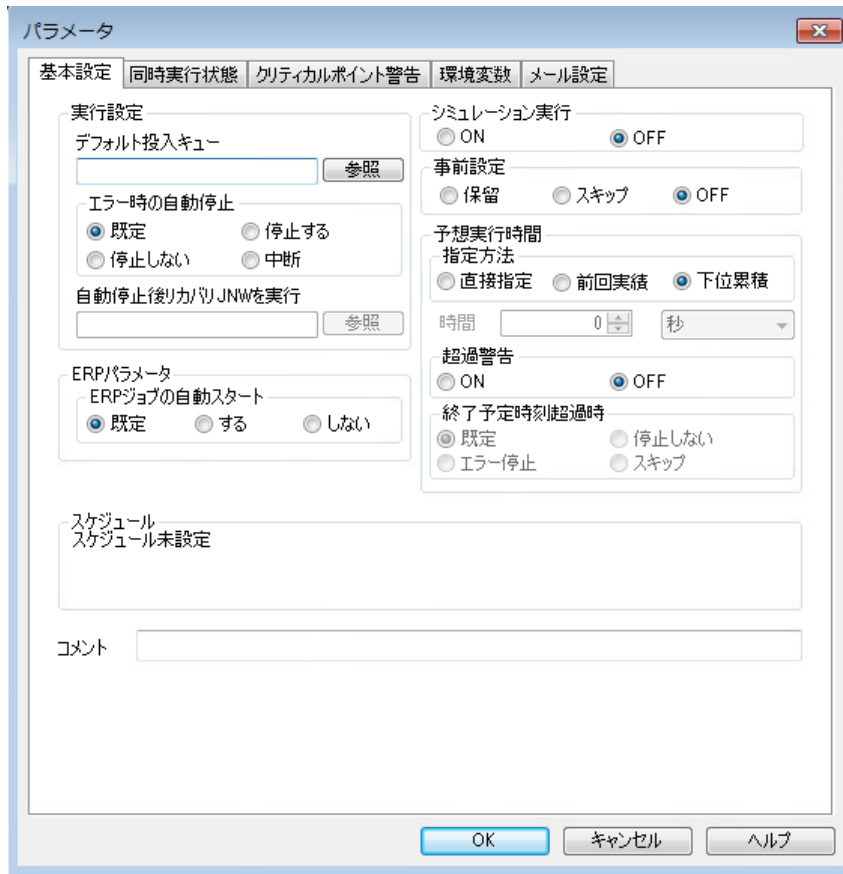 パラメータ
基本設定 同時実行状態 クリティカルポイント警告 環境変数 メール設定
実行設定
デフォルト投入キュー
参照
エラー時の自動停止
既定 停止する
停止しない 中断
自動停止後リカバリJNWを実行
参照
ERPパラメータ
ERPジョブの自動スタート
既定 する しない
シミュレーション実行
ON OFF
事前設定
保留 スキップ OFF
予想実行時間
指定方法
直接指定 前回実績 下位累積
時間 0 秒
超過警告
ON OFF
終了予定時刻超過時
既定 停止しない
エラー停止 スキップ
スケジュール
スケジュール未設定
コメント
OK キャンセル ヘルプ